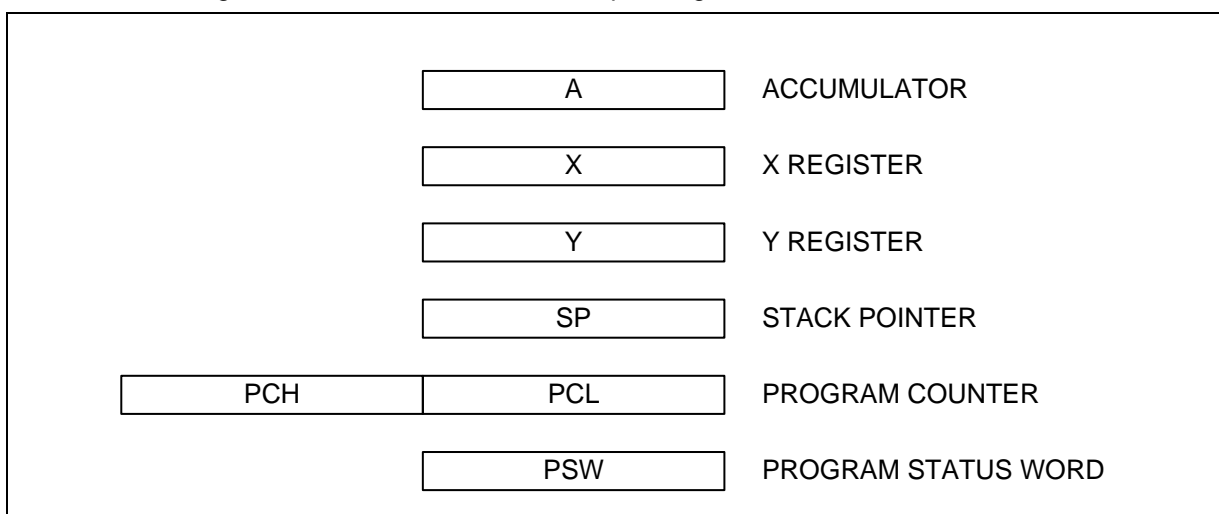 A ACCUMULATOR
X X REGISTER
Y Y REGISTER
SP STACK POINTER
PCH PCL PROGRAM COUNTER
PSW PROGRAM STATUS WORD